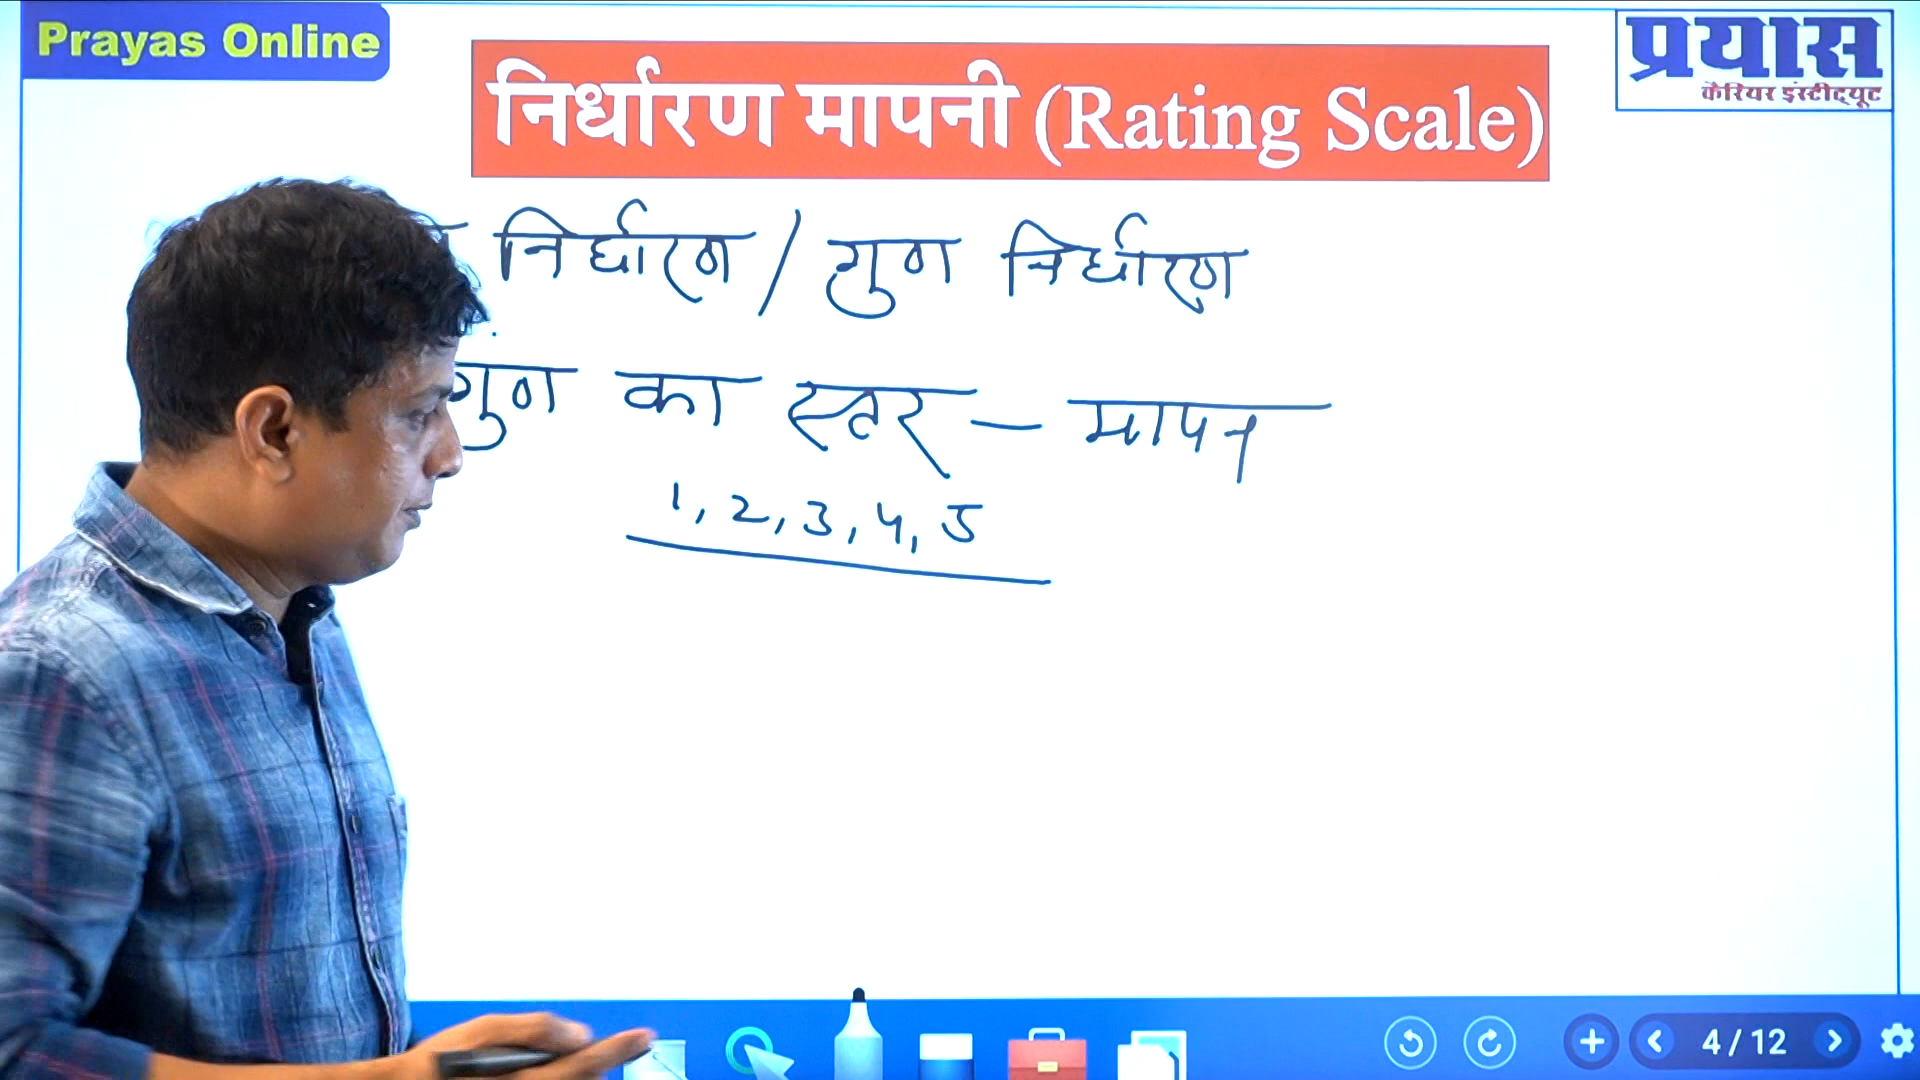 Prayas Online
निर्धारण मापनी (Rating Scale)
प्रयास
कॅरियर इंस्टीट्यूट
निर्धारण / गुण निर्धारण
गुण का स्तर — मापन
1, 2, 3, 4, 5
4 / 12